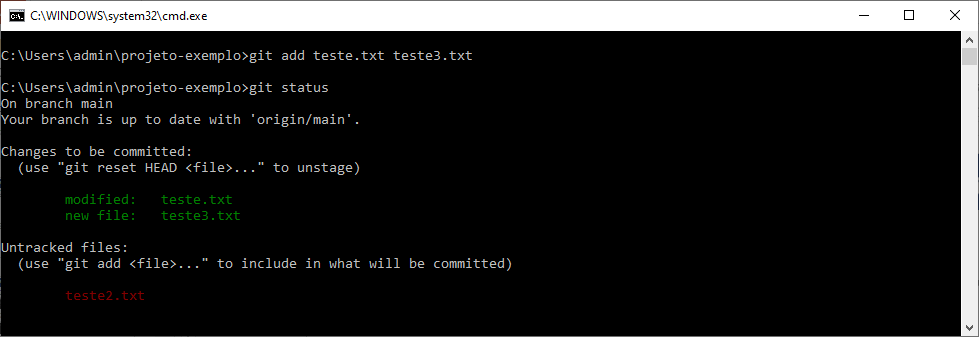 C:\WINDOWS\system32\cmd.exe
C:\Users\admin\projeto-exemplo>git add teste.txt teste3.txt
C:\Users\admin\projeto-exemplo>git status
On branch main
Your branch is up to date with 'origin/main'.
Changes to be committed:
  (use "git reset HEAD <file>..." to unstage)
        modified:   teste.txt
        new file:   teste3.txt
Untracked files:
  (use "git add <file>..." to include in what will be committed)
        teste2.txt